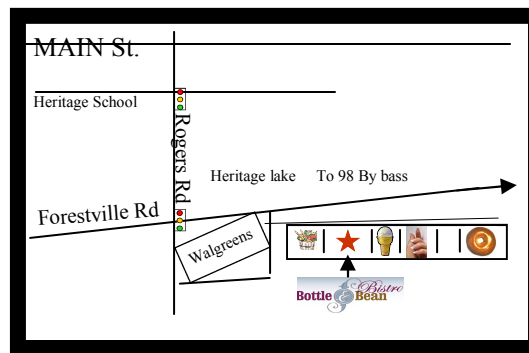 MAIN St.
Heritage School
Rogers Rd
Heritage lake To 98 By bass
Forestville Rd
Walgreens
Bottle & Bean Bistro